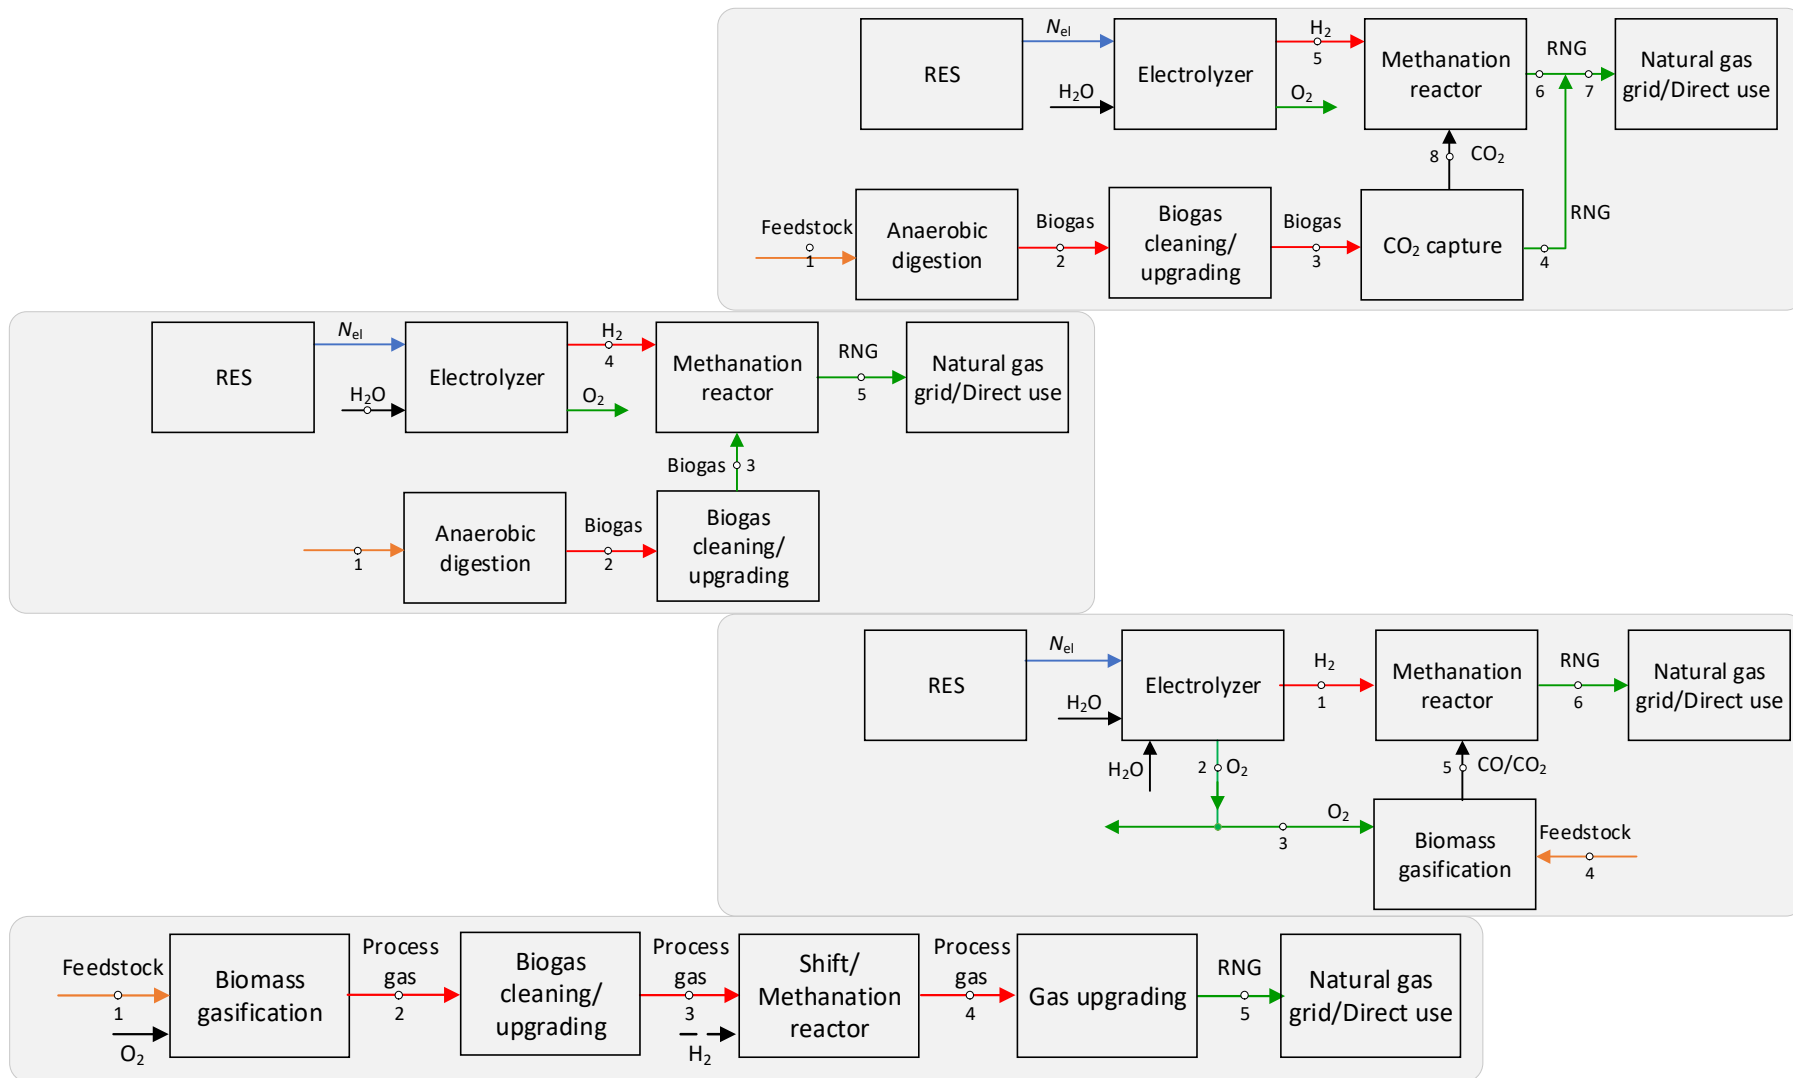 RES
Nel
H2O
Electrolyzer
H2
5
O2
Methanation
reactor
RNG
6
7
Natural gas
grid/Direct use
8
CO2
RNG
Feedstock
1
Anaerobic
digestion
Biogas
2
Biogas
cleaning/
upgrading
Biogas
3
CO2 capture
4
RES
Nel
H2O
Electrolyzer
H2
4
O2
Methanation
reactor
RNG
5
Natural gas
grid/Direct use
Biogas
3
1
Anaerobic
digestion
Biogas
2
Biogas
cleaning/
upgrading
RES
Nel
H2O
H2O
Electrolyzer
H2
1
Methanation
reactor
RNG
6
Natural gas
grid/Direct use
2
O2
5
CO/CO2
O2
3
Biomass
gasification
Feedstock
4
Feedstock
1
O2
Biomass
gasification
Process
gas
2
Biogas
cleaning/
upgrading
Process
gas
3
H2
Shift/
Methanation
reactor
Process
gas
4
Gas upgrading
RNG
5
Natural gas
grid/Direct use